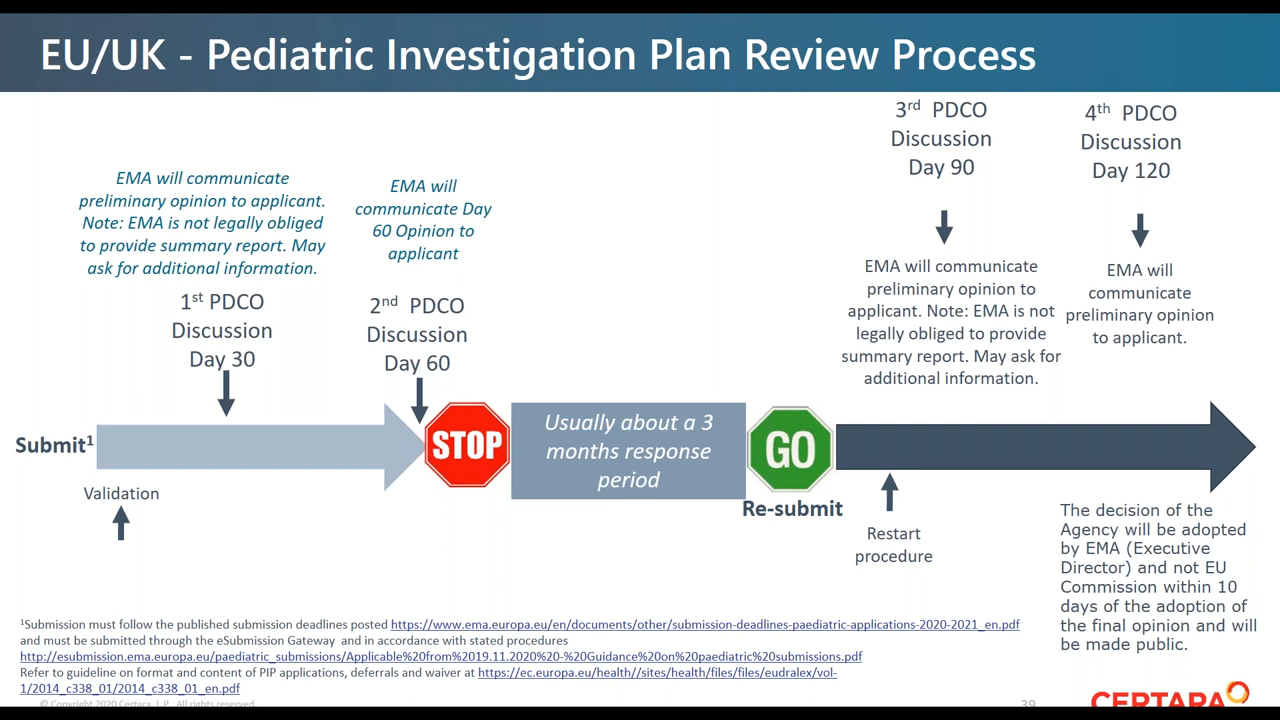 EU/UK - Pediatric Investigation Plan Review Process
EMA will communicate
preliminary opinion to applicant.
Note: EMA is not legally obliged
to provide summary report. May
ask for additional information.
1st PDCO
Discussion
Day 30
EMA will
communicate Day
60 Opinion to
applicant
2nd PDCO
Discussion
Day 60
3rd PDCO
Discussion
Day 90
EMA will communicate
preliminary opinion to
applicant. Note: EMA is not
legally obliged to provide
summary report. May ask for
additional information.
4th PDCO
Discussion
Day 120
EMA will
communicate
preliminary opinion
to applicant.
Submit1
Validation
STOP
Usually about a 3
months response
period
GO
Re-submit
Restart
procedure
The decision of the
Agency will be adopted
by EMA (Executive
Director) and not EU
Commission within 10
days of the adoption of
the final opinion and will
be made public.
1Submission must follow the published submission deadlines posted https://www.ema.europa.eu/en/documents/other/submission-deadlines-paediatric-applications-2020-2021_en.pdf
and must be submitted through the eSubmission Gateway and in accordance with stated procedures
http://esubmission.ema.europa.eu/paediatric_submissions/Applicable%20from%2019.11.2020%20-%20Guidance%20on%20paediatric%20submissions.pdf
Refer to guideline on format and content of PIP applications, deferrals and waiver at https://ec.europa.eu/health//sites/health/files/files/eudralex/vol-
1/2014_c338_01/2014_c338_01_en.pdf
© Copyright 2020 Certara, L.P. All rights reserved.
39
CERTARA